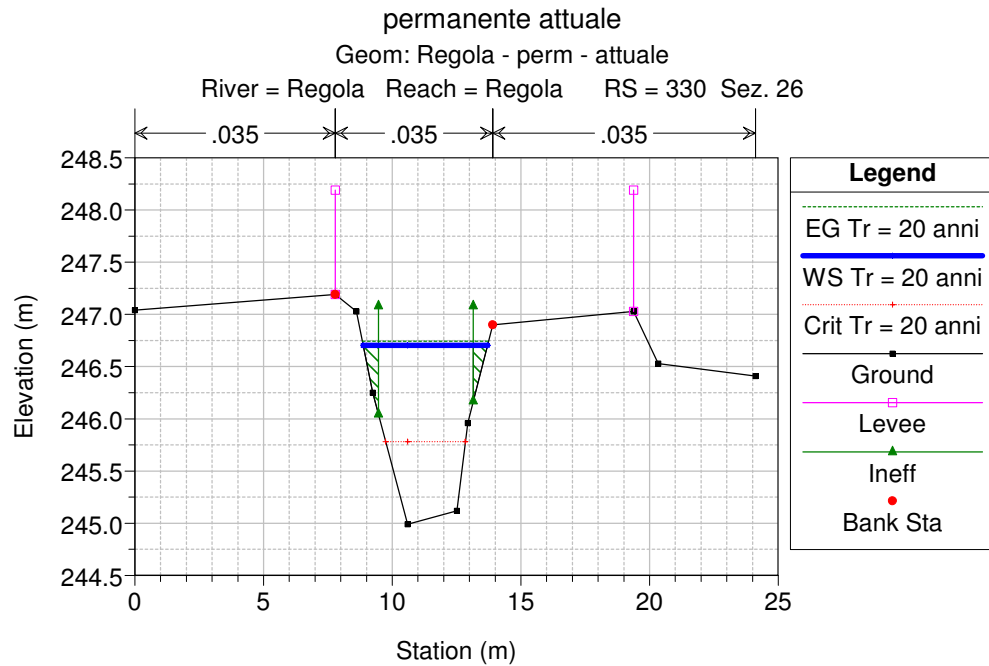 permanente attuale
Geom: Regola - perm - attuale
River = Regola Reach = Regola RS = 330 Sez. 26
.035 .035 .035
248.5
248.0
247.5
247.0
246.5
246.0
245.5
245.0
244.5
0 5 10 15 20 25
Station (m)
Elevation (m)
Legend
EG Tr = 20 anni
WS Tr = 20 anni
Crit Tr = 20 anni
Ground
Levee
Ineff
Bank Sta